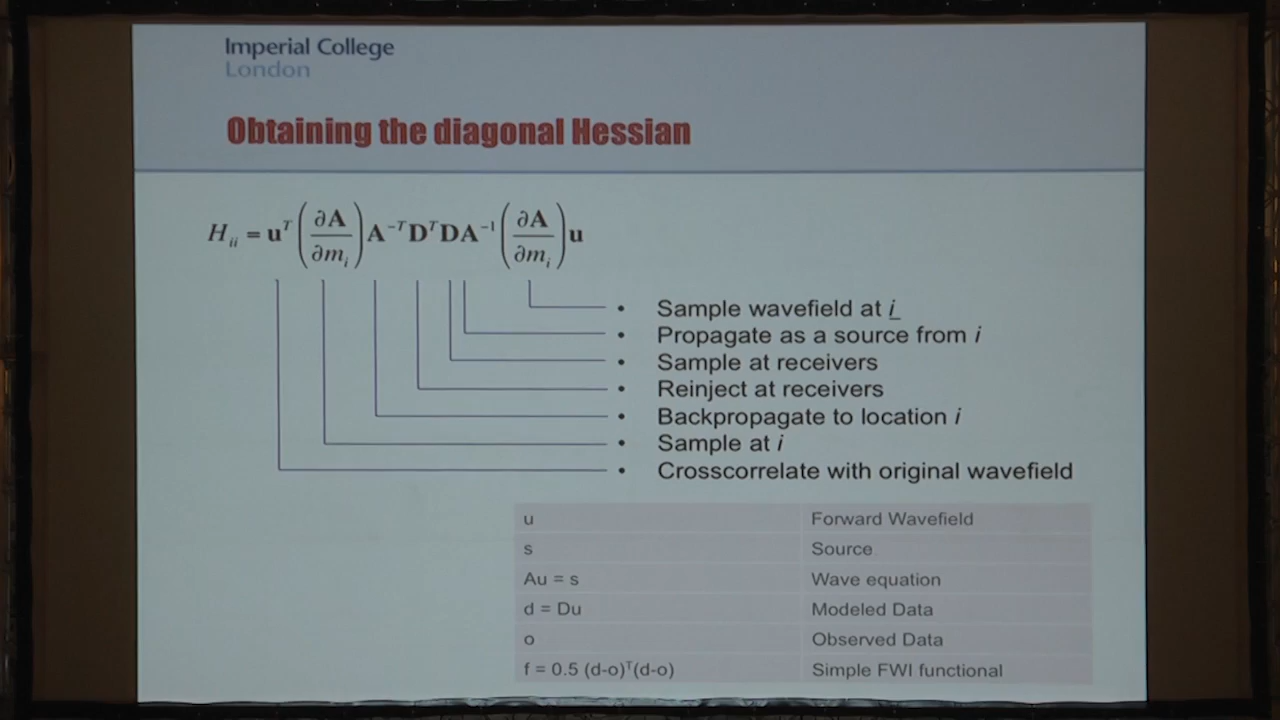 Imperial College
London
Obtaining the diagonal Hessian
H_{ii} = u^T (∂A/∂m_i) A^{-T} D^T D A^{-1} (∂A/∂m_i) u
• Sample wavefield at i
• Propagate as a source from i
• Sample at receivers
• Reinject at receivers
• Backpropagate to location i
• Sample at i
• Crosscorrelate with original wavefield
u Forward Wavefield
s Source
Au = s Wave equation
d = Du Modeled Data
o Observed Data
f = 0.5 (d-o)^T(d-o) Simple FWI functional